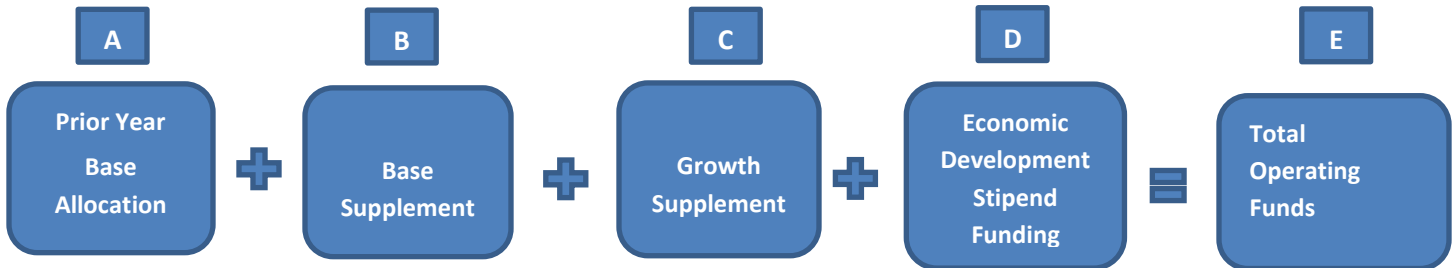 A
B
C
D
E
Prior Year
Base
Allocation
Base
Supplement
Growth
Supplement
Economic
Development
Stipend
Funding
Total
Operating
Funds